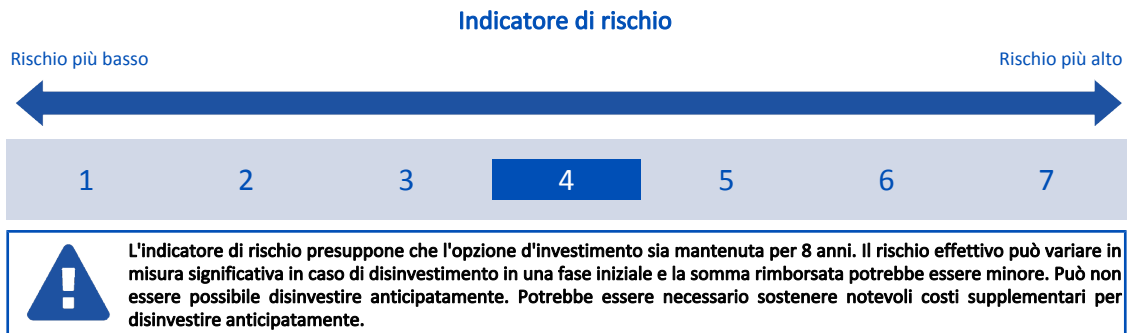 Indicatore di rischio
Rischio più basso
Rischio più alto
1 2 3 4 5 6 7
L'indicatore di rischio presuppone che l'opzione d'investimento sia mantenuta per 8 anni. Il rischio effettivo può variare in
misura significativa in caso di disinvestimento in una fase iniziale e la somma rimborsata potrebbe essere minore. Può non
essere possibile disinvestire anticipatamente. Potrebbe essere necessario sostenere notevoli costi supplementari per
disinvestire anticipatamente.